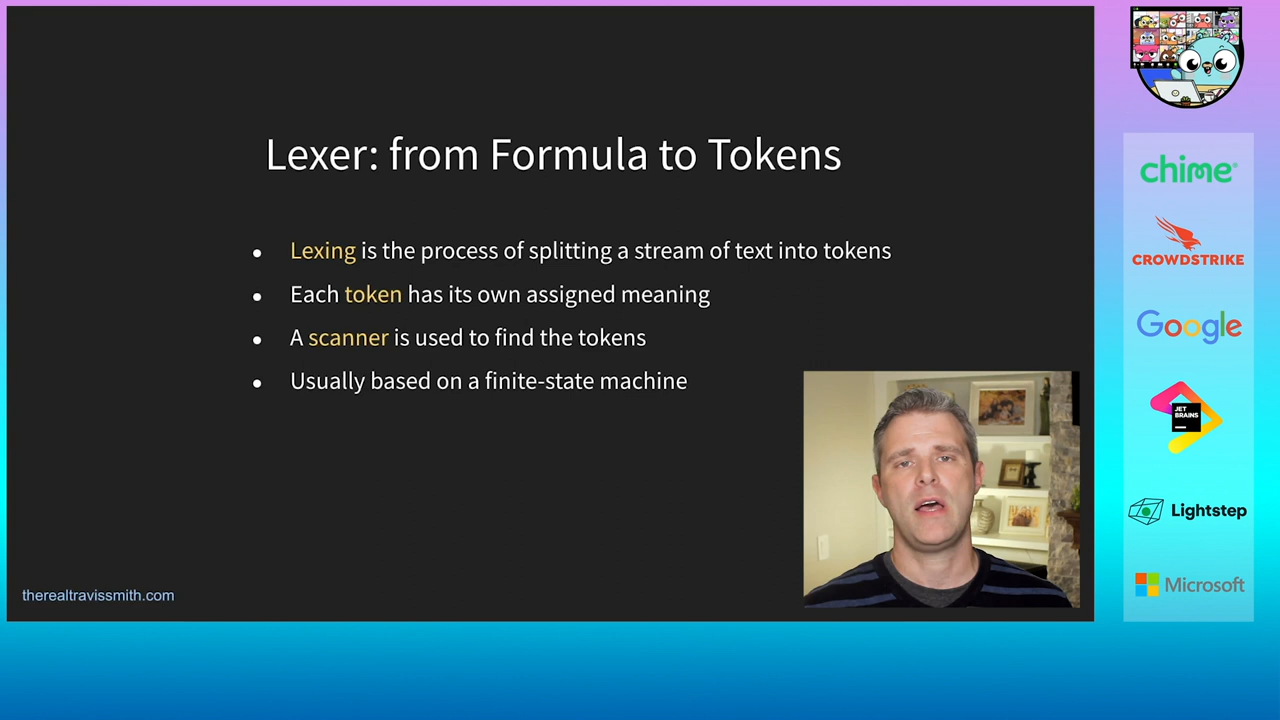 Lexer: from Formula to Tokens
Lexing is the process of splitting a stream of text into tokens
Each token has its own assigned meaning
A scanner is used to find the tokens
Usually based on a finite-state machine
therealtravissmith.com
chime®
CROWDSTRIKE
Google
JET
BRAINS
Lightstep
Microsoft